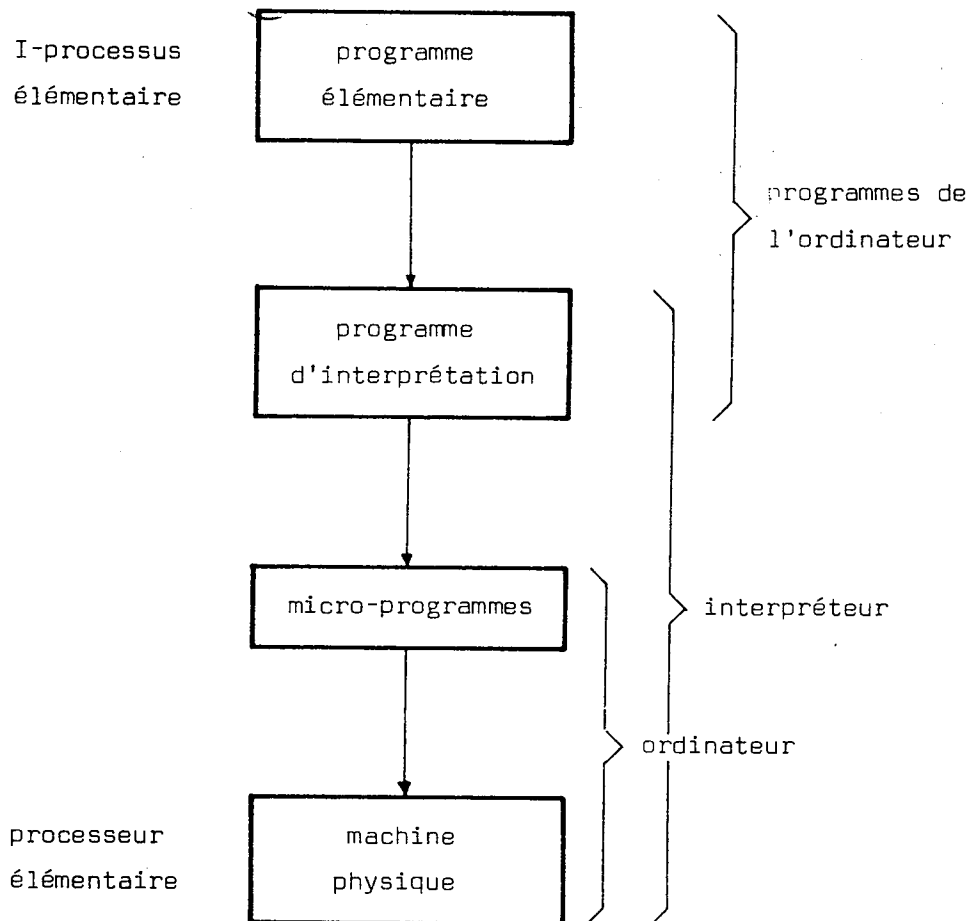 I-processus
élémentaire
programme
élémentaire
programmes de
l'ordinateur
programme
d'interprétation
micro-programmes
interpréteur
ordinateur
processeur
élémentaire
machine
physique